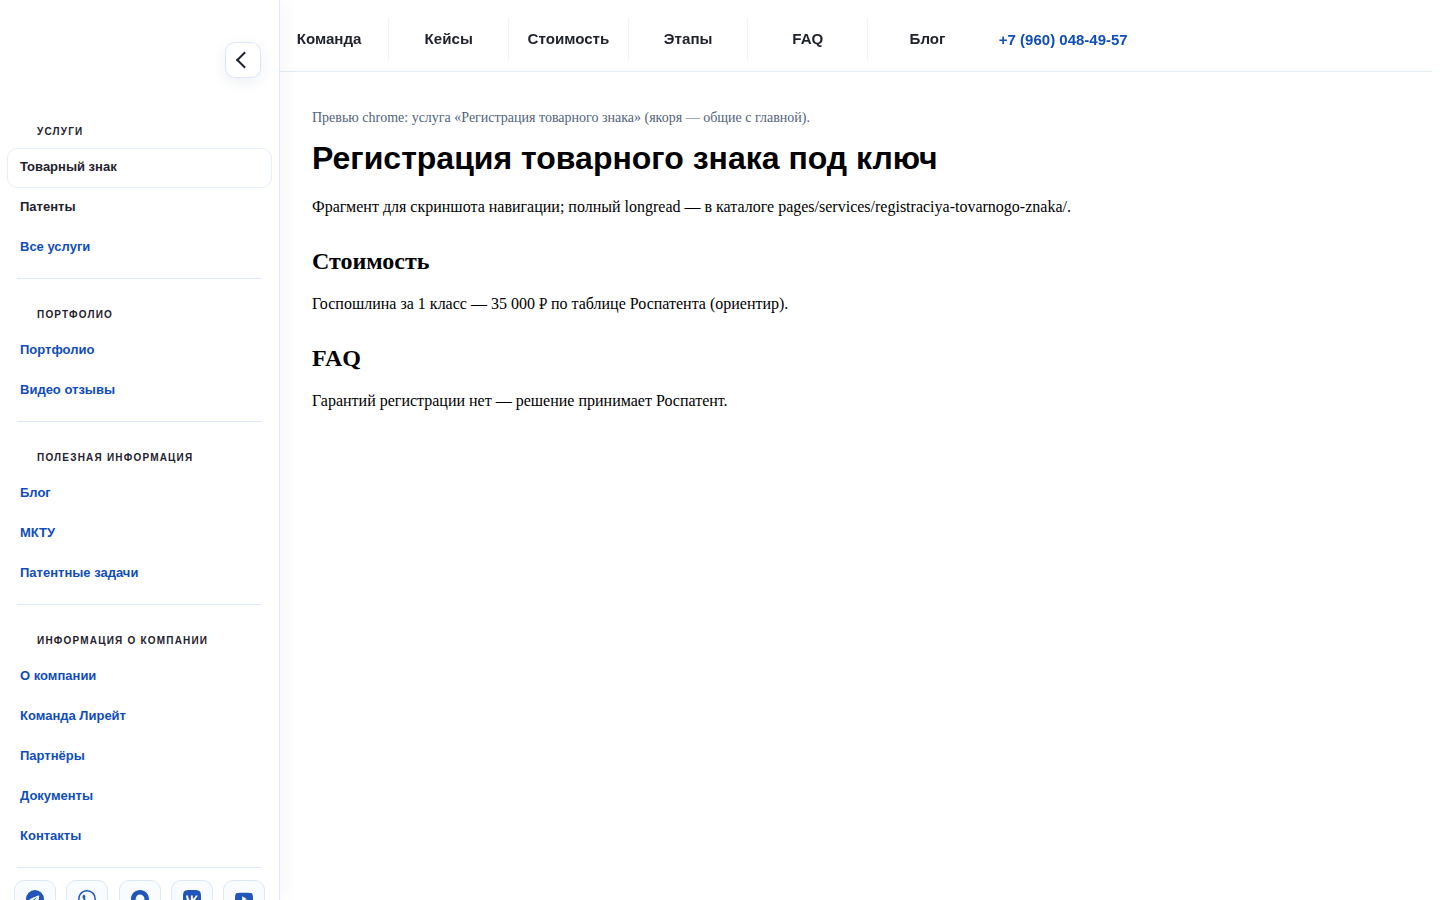 Команда
Кейсы
Стоимость
Этапы
FAQ
Блог
+7 (960) 048-49-57
УСЛУГИ
Товарный знак
Патенты
Все услуги
ПОРТФОЛИО
Портфолио
Видео отзывы
ПОЛЕЗНАЯ ИНФОРМАЦИЯ
Блог
МКТУ
Патентные задачи
ИНФОРМАЦИЯ О КОМПАНИИ
О компании
Команда Лирейт
Партнёры
Документы
Контакты
Превью chrome: услуга «Регистрация товарного знака» (якоря — общие с главной).
Регистрация товарного знака под ключ
Фрагмент для скриншота навигации; полный longread — в каталоге pages/services/registraciya-tovarnogo-znaka/.
Стоимость
Госпошлина за 1 класс — 35 000 ₽ по таблице Роспатента (ориентир).
FAQ
Гарантий регистрации нет — решение принимает Роспатент.